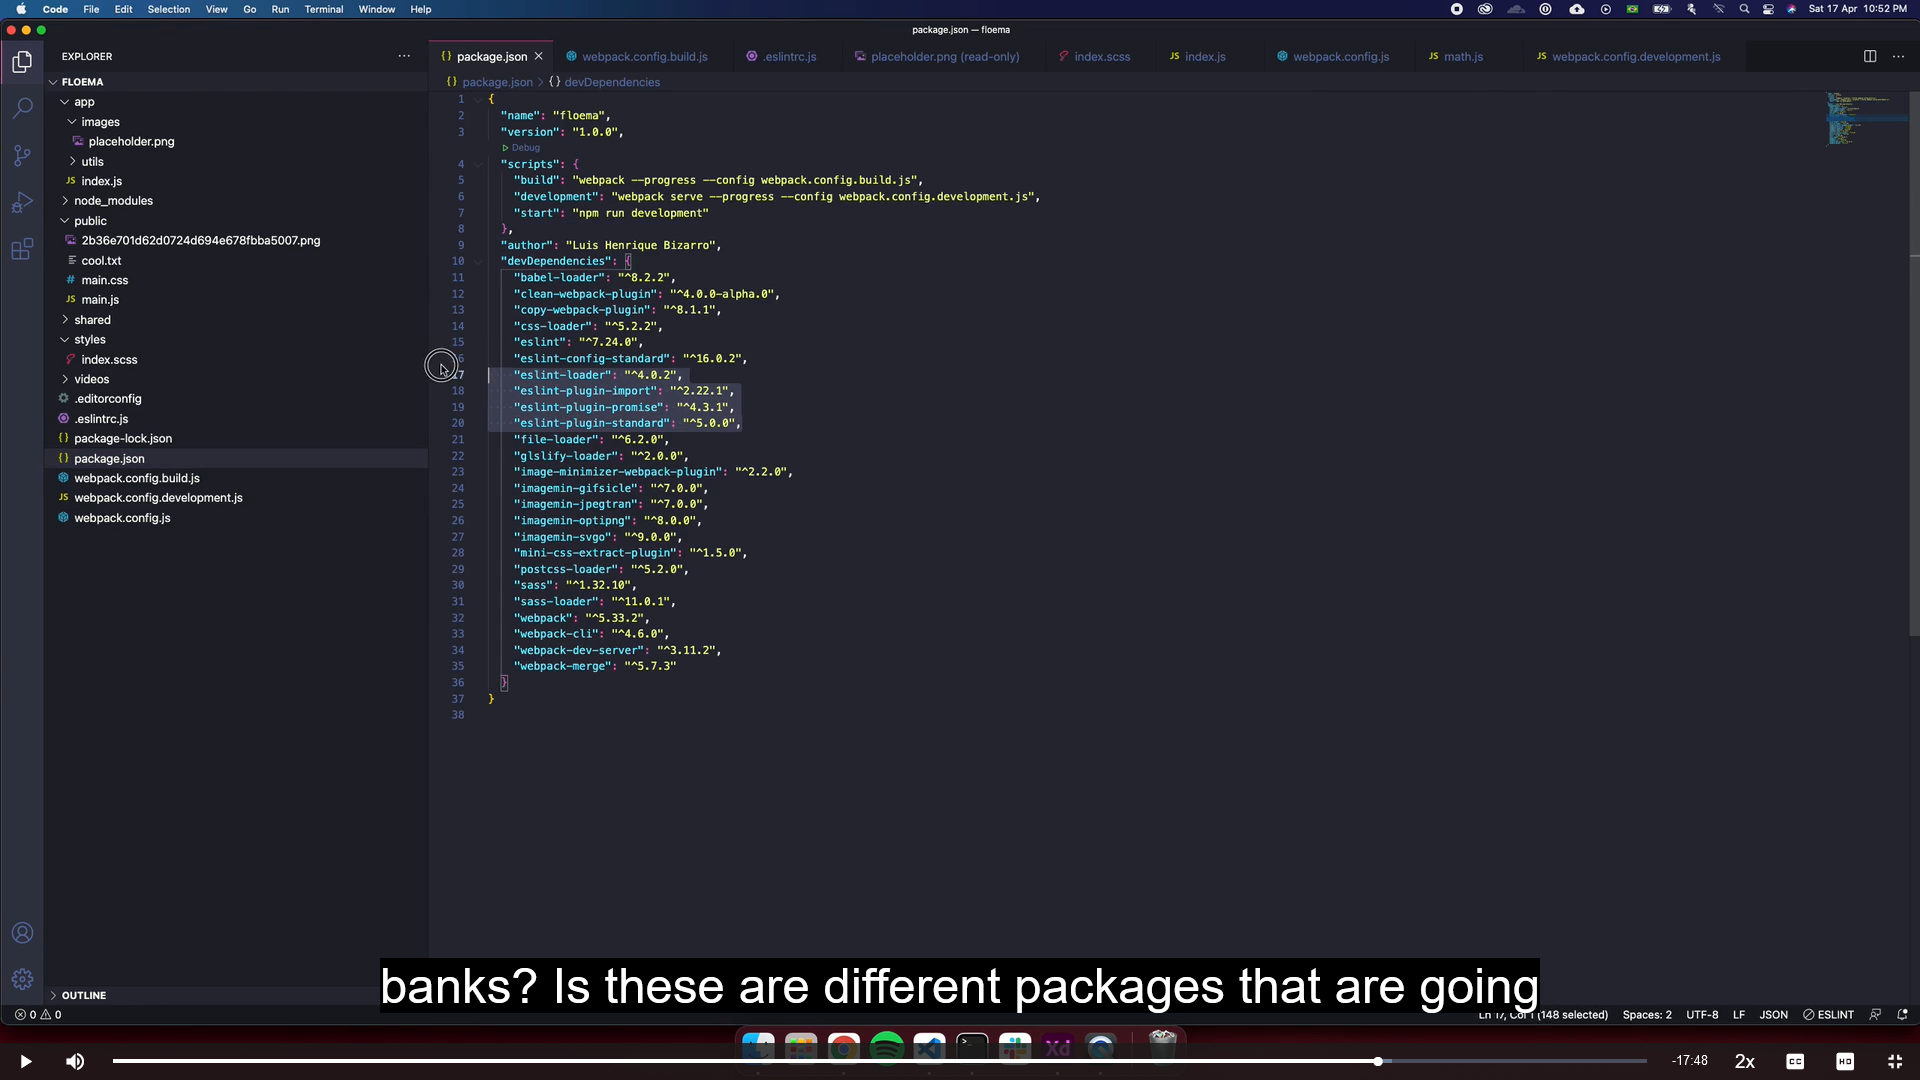 Code File Edit Selection View Go Run Terminal Window Help
Sat 17 Apr 10:52 PM
package.json — floema
EXPLORER
package.json
webpack.config.build.js
.eslintrc.js
placeholder.png (read-only)
index.scss
index.js
webpack.config.js
math.js
webpack.config.development.js
package.json > {} devDependencies
FLOEMA
app
images
placeholder.png
utils
index.js
node_modules
public
2b36e701d62d0724d694e678fbba5007.png
cool.txt
main.css
main.js
shared
styles
index.scss
videos
.editorconfig
.eslintrc.js
package-lock.json
package.json
webpack.config.build.js
webpack.config.development.js
webpack.config.js
OUTLINE
1 {
2 "name": "floema",
3 "version": "1.0.0",
Debug
4 "scripts": {
5 "build": "webpack --progress --config webpack.config.build.js",
6 "development": "webpack serve --progress --config webpack.config.development.js",
7 "start": "npm run development"
8 },
9 "author": "Luis Henrique Bizarro",
10 "devDependencies": {
11 "babel-loader": "^8.2.2",
12 "clean-webpack-plugin": "^4.0.0-alpha.0",
13 "copy-webpack-plugin": "^8.1.1",
14 "css-loader": "^5.2.2",
15 "eslint": "^7.24.0",
16 "eslint-config-standard": "^16.0.2",
17 "eslint-loader": "^4.0.2",
18 "eslint-plugin-import": "^2.22.1",
19 "eslint-plugin-promise": "^4.3.1",
20 "eslint-plugin-standard": "^5.0.0",
21 "file-loader": "^6.2.0",
22 "glslify-loader": "^2.0.0",
23 "image-minimizer-webpack-plugin": "^2.2.0",
24 "imagemin-gifsicle": "^7.0.0",
25 "imagemin-jpegtran": "^7.0.0",
26 "imagemin-optipng": "^8.0.0",
27 "imagemin-svgo": "^9.0.0",
28 "mini-css-extract-plugin": "^1.5.0",
29 "postcss-loader": "^5.2.0",
30 "sass": "^1.32.10",
31 "sass-loader": "^11.0.1",
32 "webpack": "^5.33.2",
33 "webpack-cli": "^4.6.0",
34 "webpack-dev-server": "^3.11.2",
35 "webpack-merge": "^5.7.3"
36 }
37 }
38
banks? Is these are different packages that are going
0 0
Ln 17, Col 1 (148 selected) Spaces: 2 UTF-8 LF JSON ESLINT
Xd
-17:48 2x CC HD